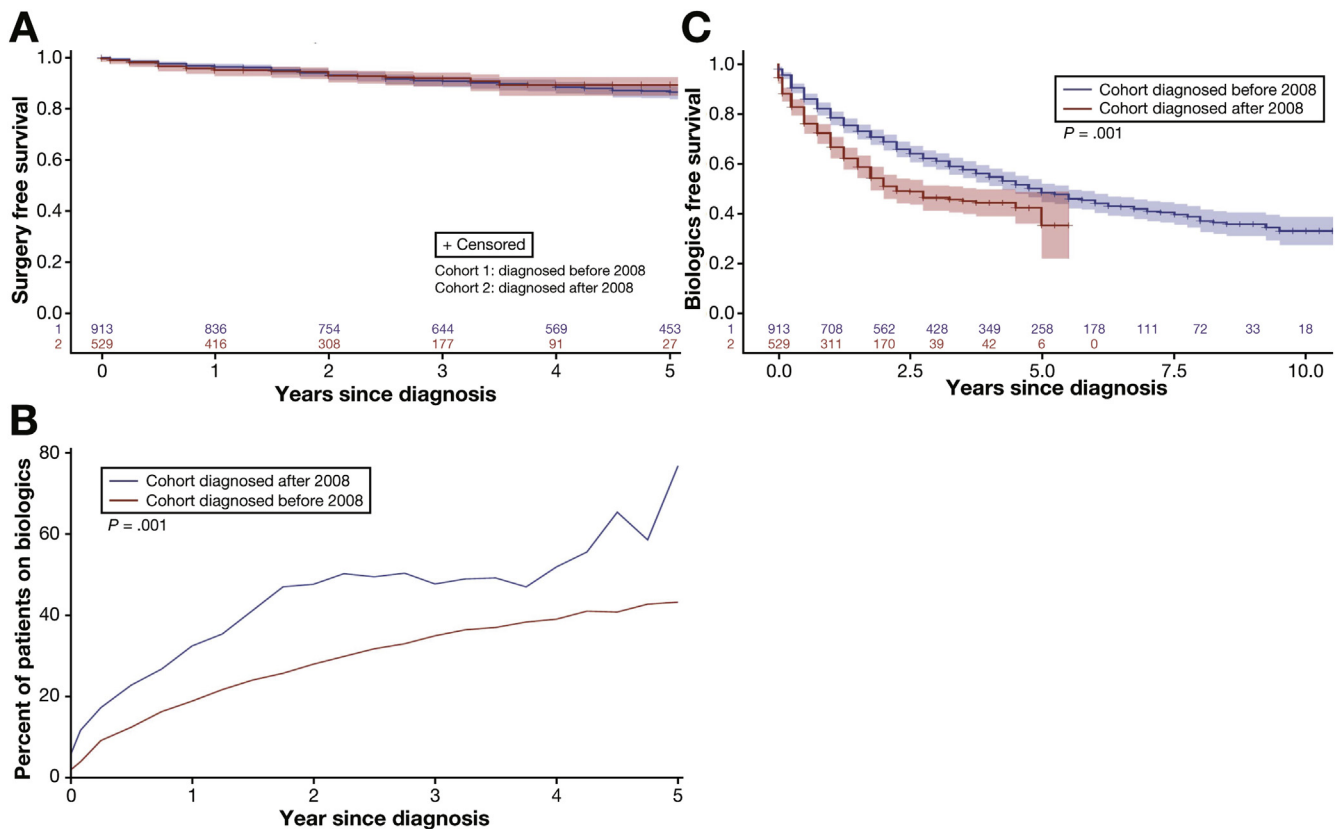 A
Surgery free survival
1.0
0.8
0.6
0.4
0.2
0.0
+ Censored
Cohort 1: diagnosed before 2008
Cohort 2: diagnosed after 2008
1 913 836 754 644 569 453
2 529 416 308 177 91 27
0 1 2 3 4 5
Years since diagnosis
C
Biologics free survival
1.0
0.8
0.6
0.4
0.2
0.0
Cohort diagnosed before 2008
Cohort diagnosed after 2008
P = .001
1 913 708 562 428 349 258 178 111 72 33 18
2 529 311 170 39 42 6 0
0.0 2.5 5.0 7.5 10.0
Years since diagnosis
B
Percent of patients on biologics
80
60
40
20
0
Cohort diagnosed after 2008
Cohort diagnosed before 2008
P = .001
0 1 2 3 4 5
Year since diagnosis